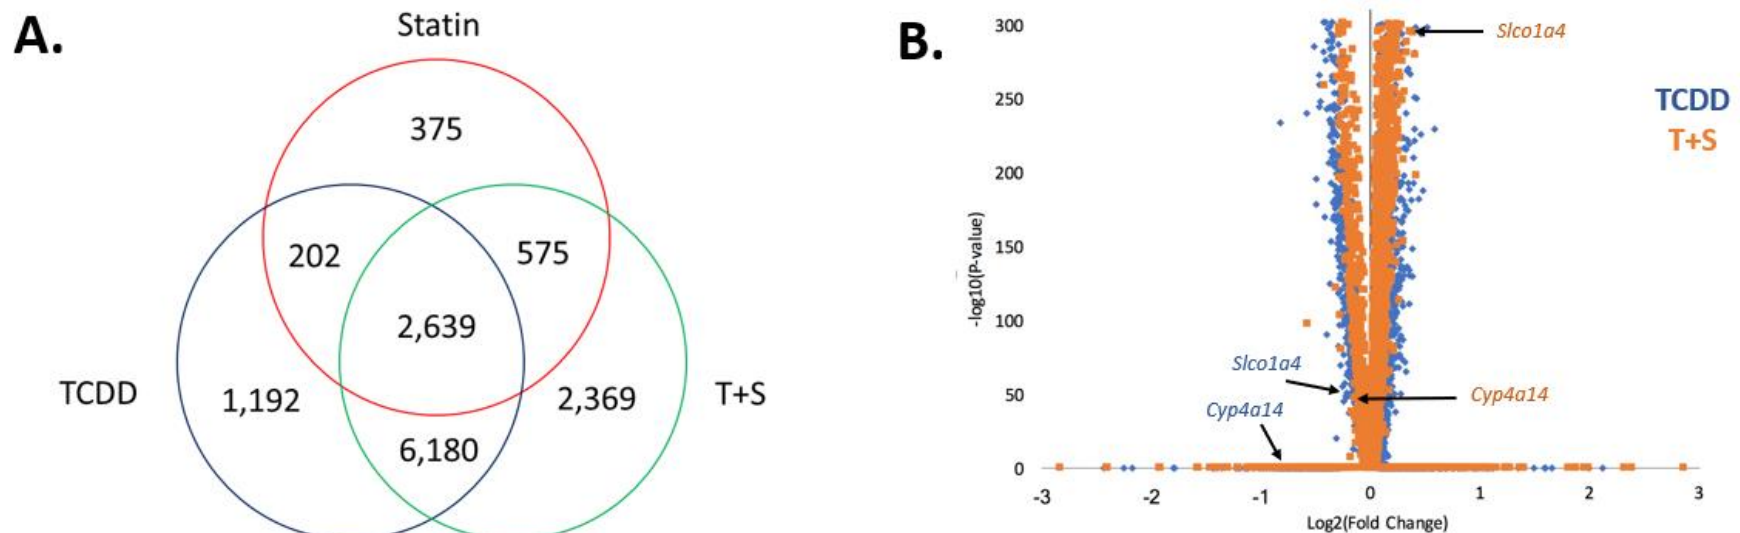 A.
Statin
375
202
575
2,639
TCDD
1,192
2,369
T+S
6,180
B.
300
250
200
150
100
50
0
-log10(P-value)
Slco1a4
TCDD
T+S
Slco1a4
Cyp4a14
Cyp4a14
-3
-2
-1
0
1
2
3
Log2(Fold Change)